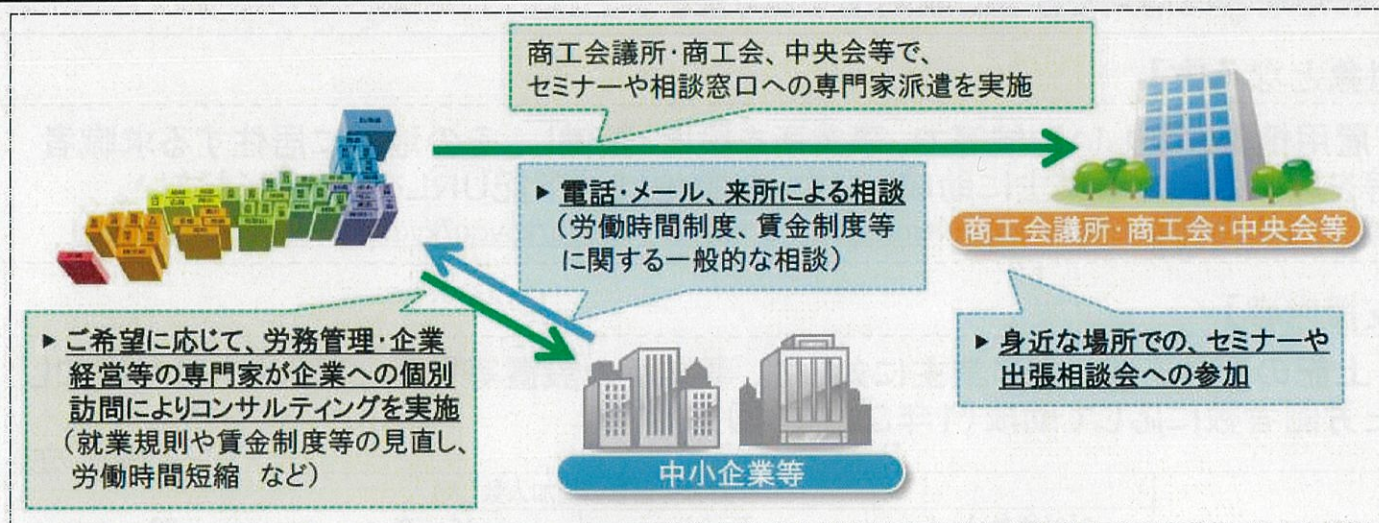 商工会議所・商工会、中央会等で、
セミナーや相談窓口への専門家派遣を実施
▶ 電話・メール、来所による相談
(労働時間制度、賃金制度等
に関する一般的な相談)
商工会議所・商工会・中央会等
▶ ご希望に応じて、労務管理・企業
経営等の専門家が企業への個別
訪問によりコンサルティングを実施
(就業規則や賃金制度等の見直し、
労働時間短縮 など)
▶ 身近な場所での、セミナーや
出張相談会への参加
中小企業等